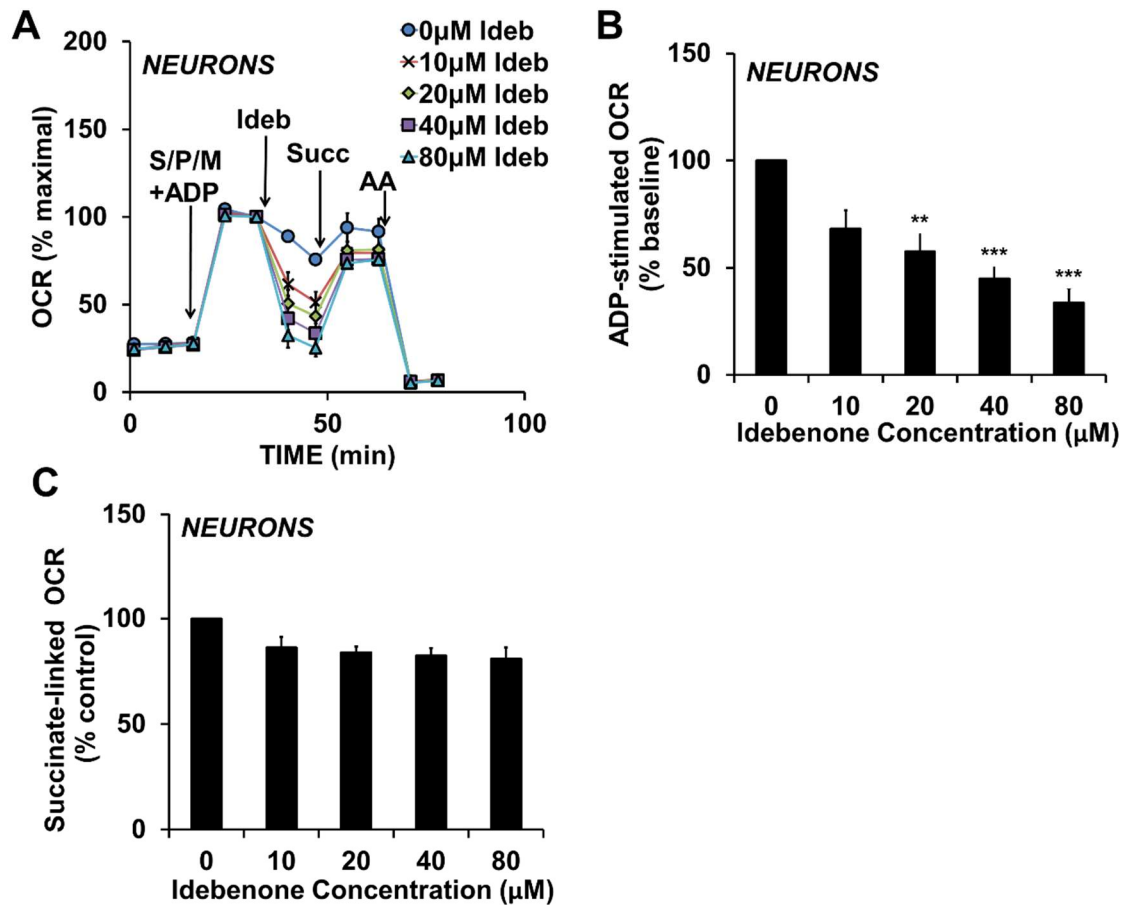 A
NEURONS
0µM Ideb
10µM Ideb
20µM Ideb
40µM Ideb
80µM Ideb
S/P/M
+ADP
Ideb
Succ
AA
OCR (% maximal)
200
150
100
50
0
0 50 100
TIME (min)
B
NEURONS
ADP-stimulated OCR
(% baseline)
150
100
50
0
**
***
***
0 10 20 40 80
Idebenone Concentration (µM)
C
NEURONS
Succinate-linked OCR
(% control)
150
100
50
0
0 10 20 40 80
Idebenone Concentration (µM)